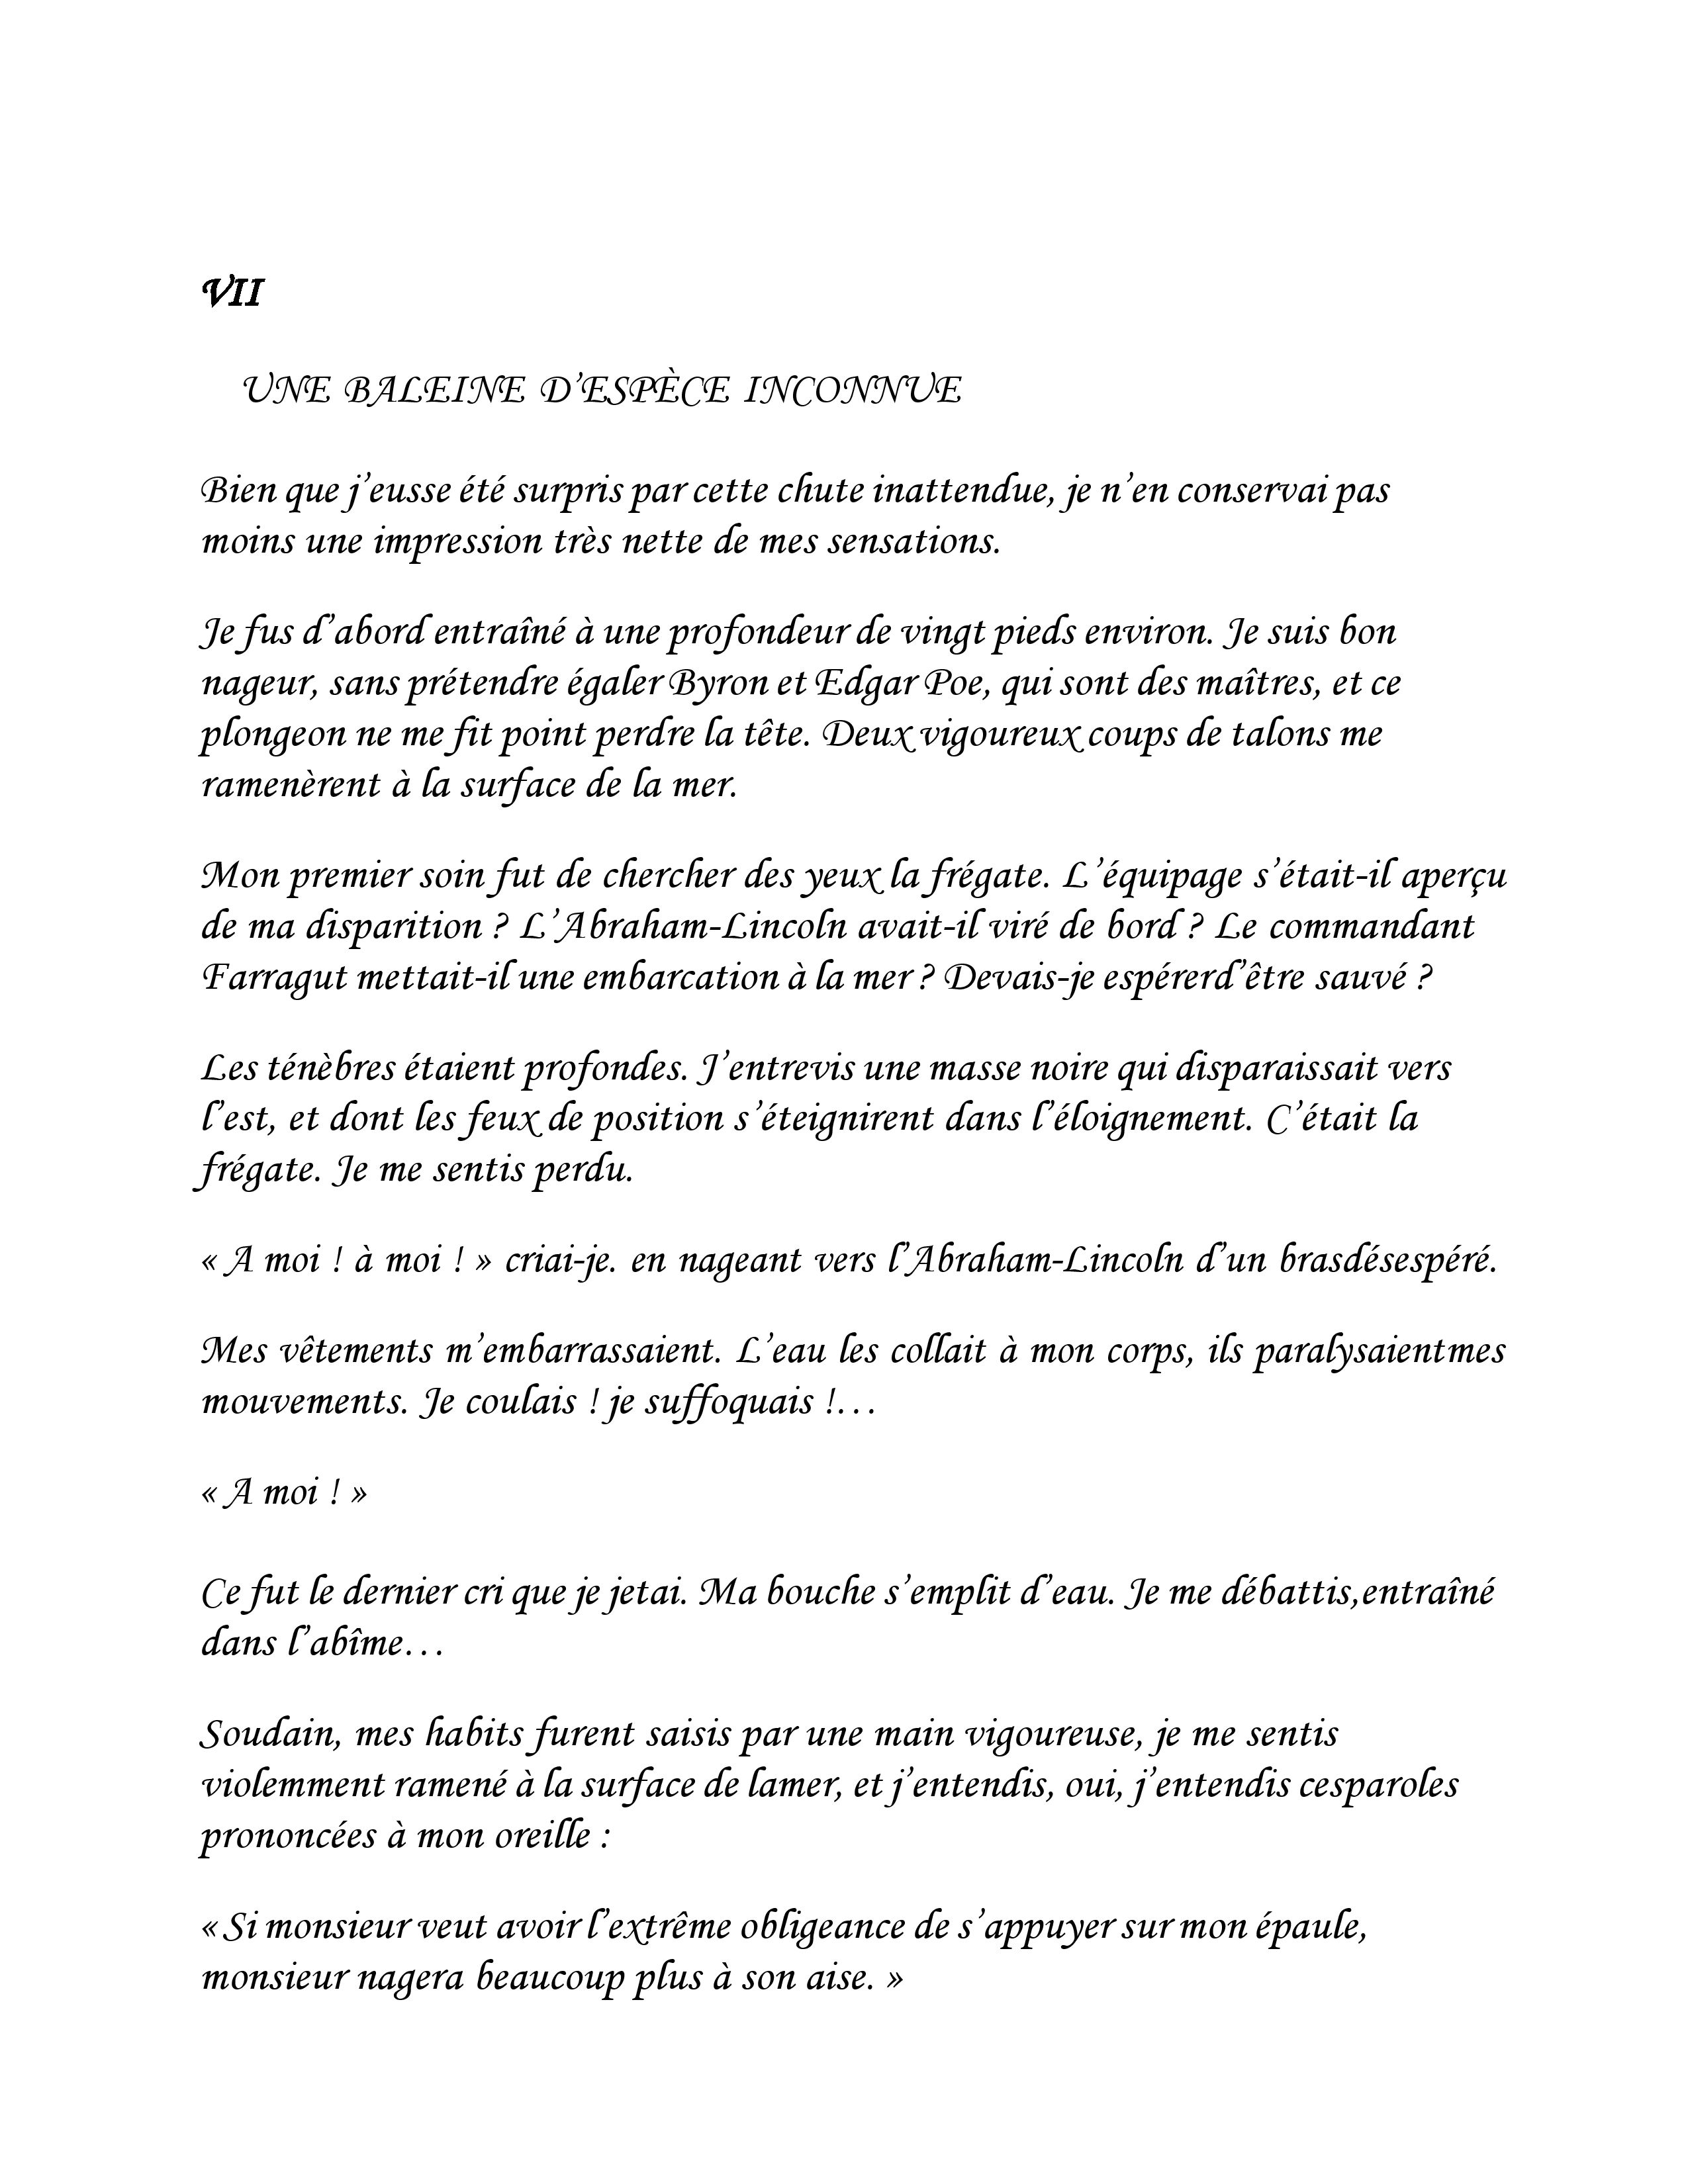 VII
UNE BALEINE D’ESPÈCE INCONNUE
Bien que j’eusse été surpris par cette chute inattendue, je n’en conservai pas
moins une impression très nette de mes sensations.
Je fus d’abord entraîné à une profondeur de vingt pieds environ. Je suis bon
nageur, sans prétendre égaler Byron et Edgar Poe, qui sont des maîtres, et ce
plongeon ne me fit point perdre la tête. Deux vigoureux coups de talons me
ramenèrent à la surface de la mer.
Mon premier soin fut de chercher des yeux la frégate. L’équipage s’était-il aperçu
de ma disparition ? L’Abraham-Lincoln avait-il viré de bord ? Le commandant
Farragut mettait-il une embarcation à la mer ? Devais-je espérerd’être sauvé ?
Les ténèbres étaient profondes. J’entrevis une masse noire qui disparaissait vers
l’est, et dont les feux de position s’éteignirent dans l’éloignement. C’était la
frégate. Je me sentis perdu.
« A moi ! à moi ! » criai-je. en nageant vers l’Abraham-Lincoln d’un brasdésespéré.
Mes vêtements m’embarrassaient. L’eau les collait à mon corps, ils paralysaientmes
mouvements. Je coulais ! je suffoquais !…
« A moi ! »
Ce fut le dernier cri que je jetai. Ma bouche s’emplit d’eau. Je me débattis,entraîné
dans l’abîme…
Soudain, mes habits furent saisis par une main vigoureuse, je me sentis
violemment ramené à la surface de lamer, et j’entendis, oui, j’entendis cesparoles
prononcées à mon oreille :
« Si monsieur veut avoir l’extrême obligeance de s’appuyer sur mon épaule,
monsieur nagera beaucoup plus à son aise. »